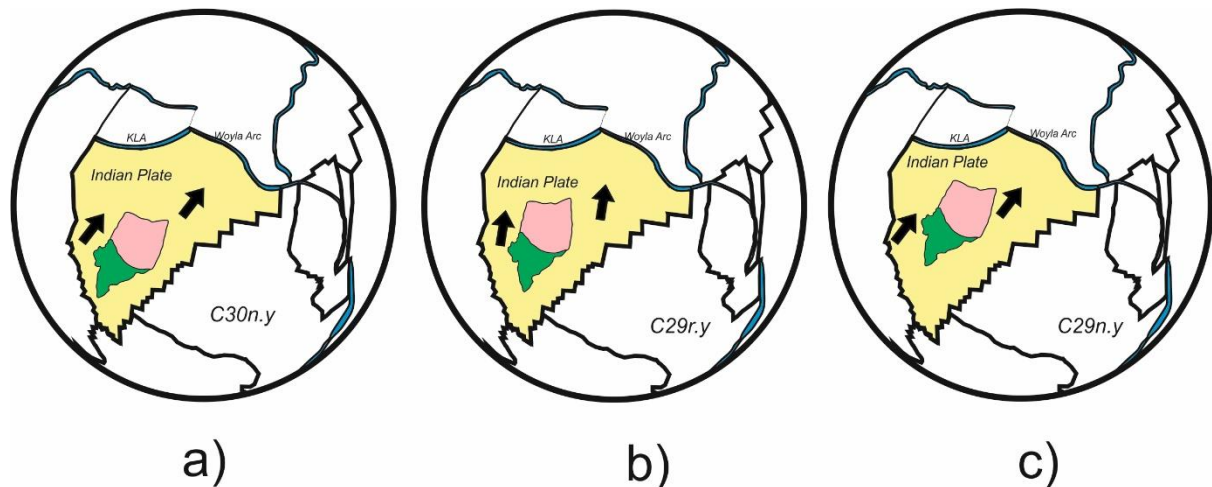 KLA
Woyla Arc
Indian Plate
C30n.y
a)
KLA
Woyla Arc
Indian Plate
C29r.y
b)
KLA
Woyla Arc
Indian Plate
C29n.y
c)